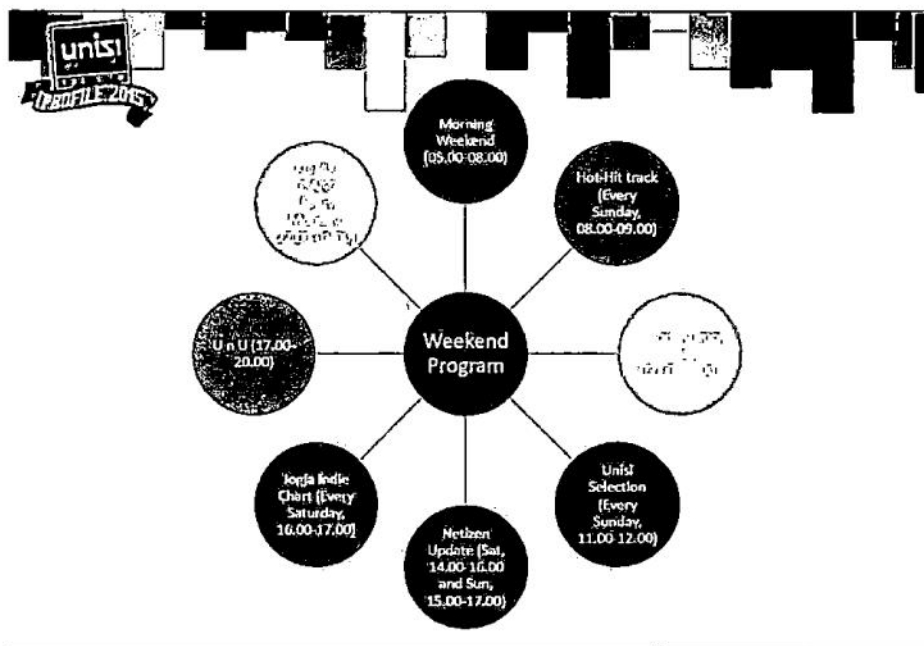 unisi
PROFILE 2015
Morning
Weekend
(05.00-08.00)
Hot-Hit track
(Every
Sunday,
08.00-09.00)
Unisi
Selection
(Every
Sunday,
11.00-12.00)
Netizen
Update (Sat,
14.00-16.00
and Sun,
15.00-17.00)
Jogja Indie
Chart (Every
Saturday,
16.00-17.00)
U n U (17.00-
20.00)
Weekend
Program